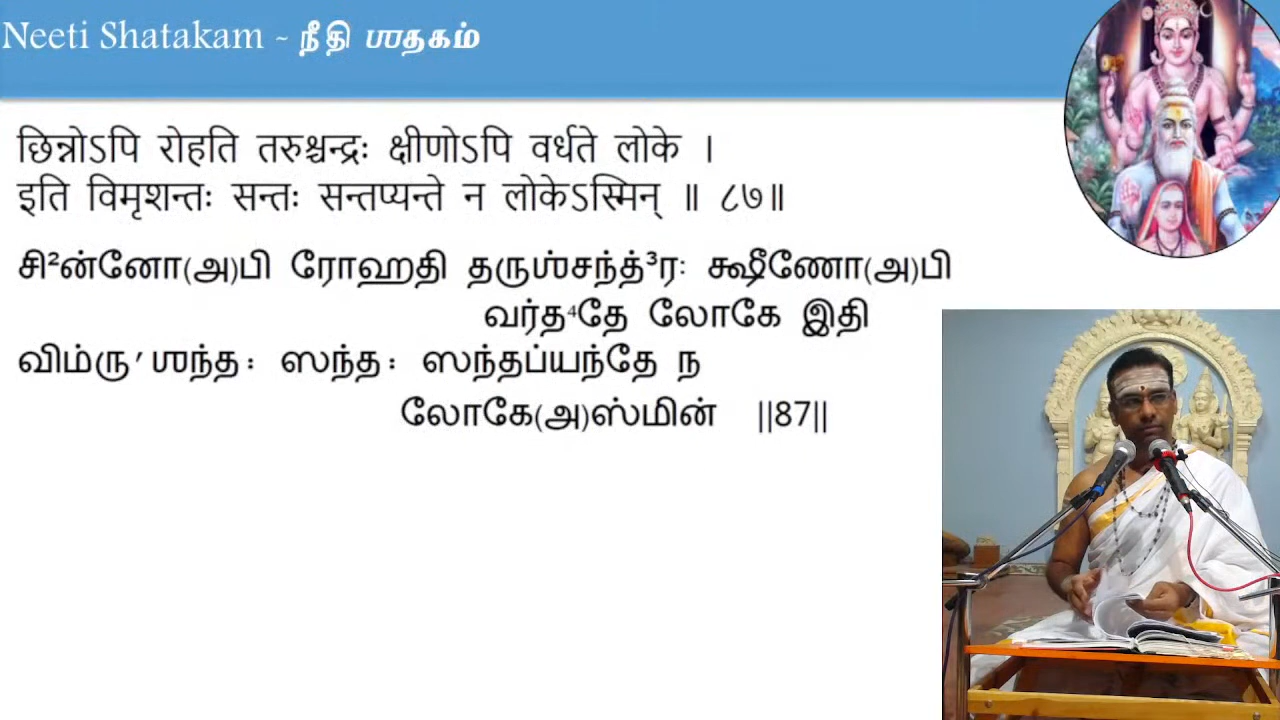 Neeti Shatakam - நீதி ஶதகம்
छिन्नोऽपि रोहति तरुश्चन्द्रः क्षीणोऽपि वर्धते लोके ।
इति विमृशन्तः सन्तः सन्तप्यन्ते न लोकेऽस्मिन् ॥ ८७॥
சி²ன்னோ(அ)பி ரோஹதி தருஶ்சந்த்³ர: க்ஷீணோ(அ)பி
வர்த⁴தே லோகே இதி
விம்ரு’ஶந்த: ஸந்த: ஸந்தப்யந்தே ந
லோகே(அ)ஸ்மின் ||87||